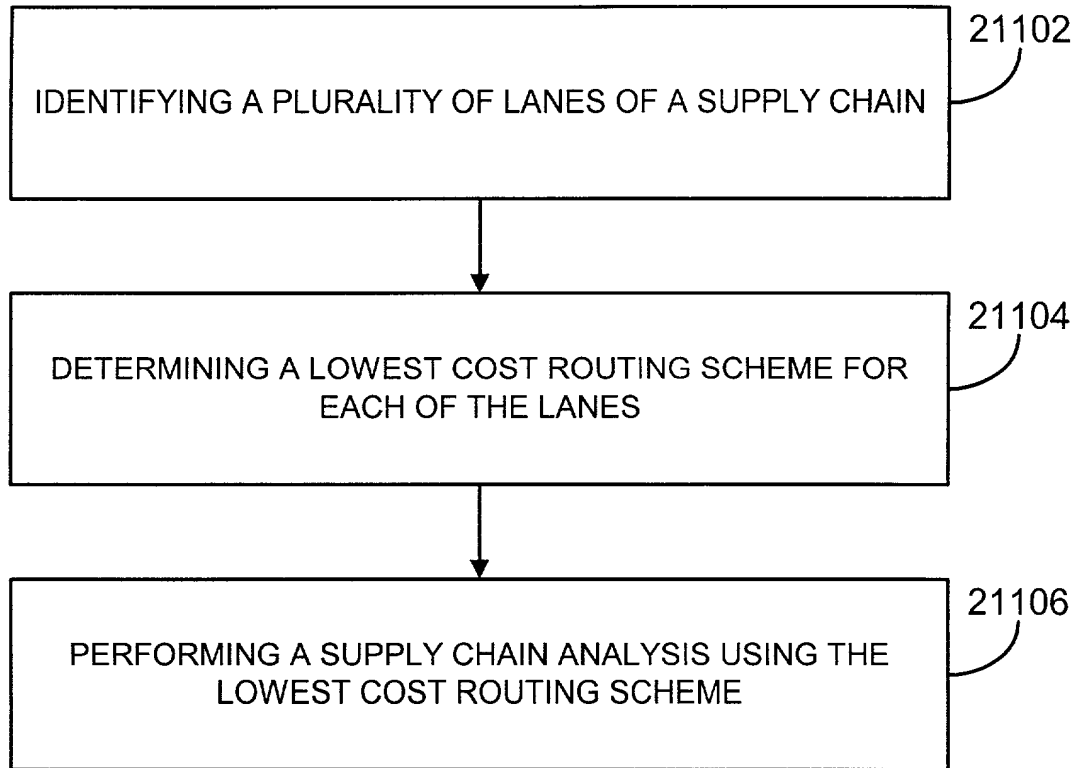 21102
IDENTIFYING A PLURALITY OF LANES OF A SUPPLY CHAIN
21104
DETERMINING A LOWEST COST ROUTING SCHEME FOR
EACH OF THE LANES
21106
PERFORMING A SUPPLY CHAIN ANALYSIS USING THE
LOWEST COST ROUTING SCHEME